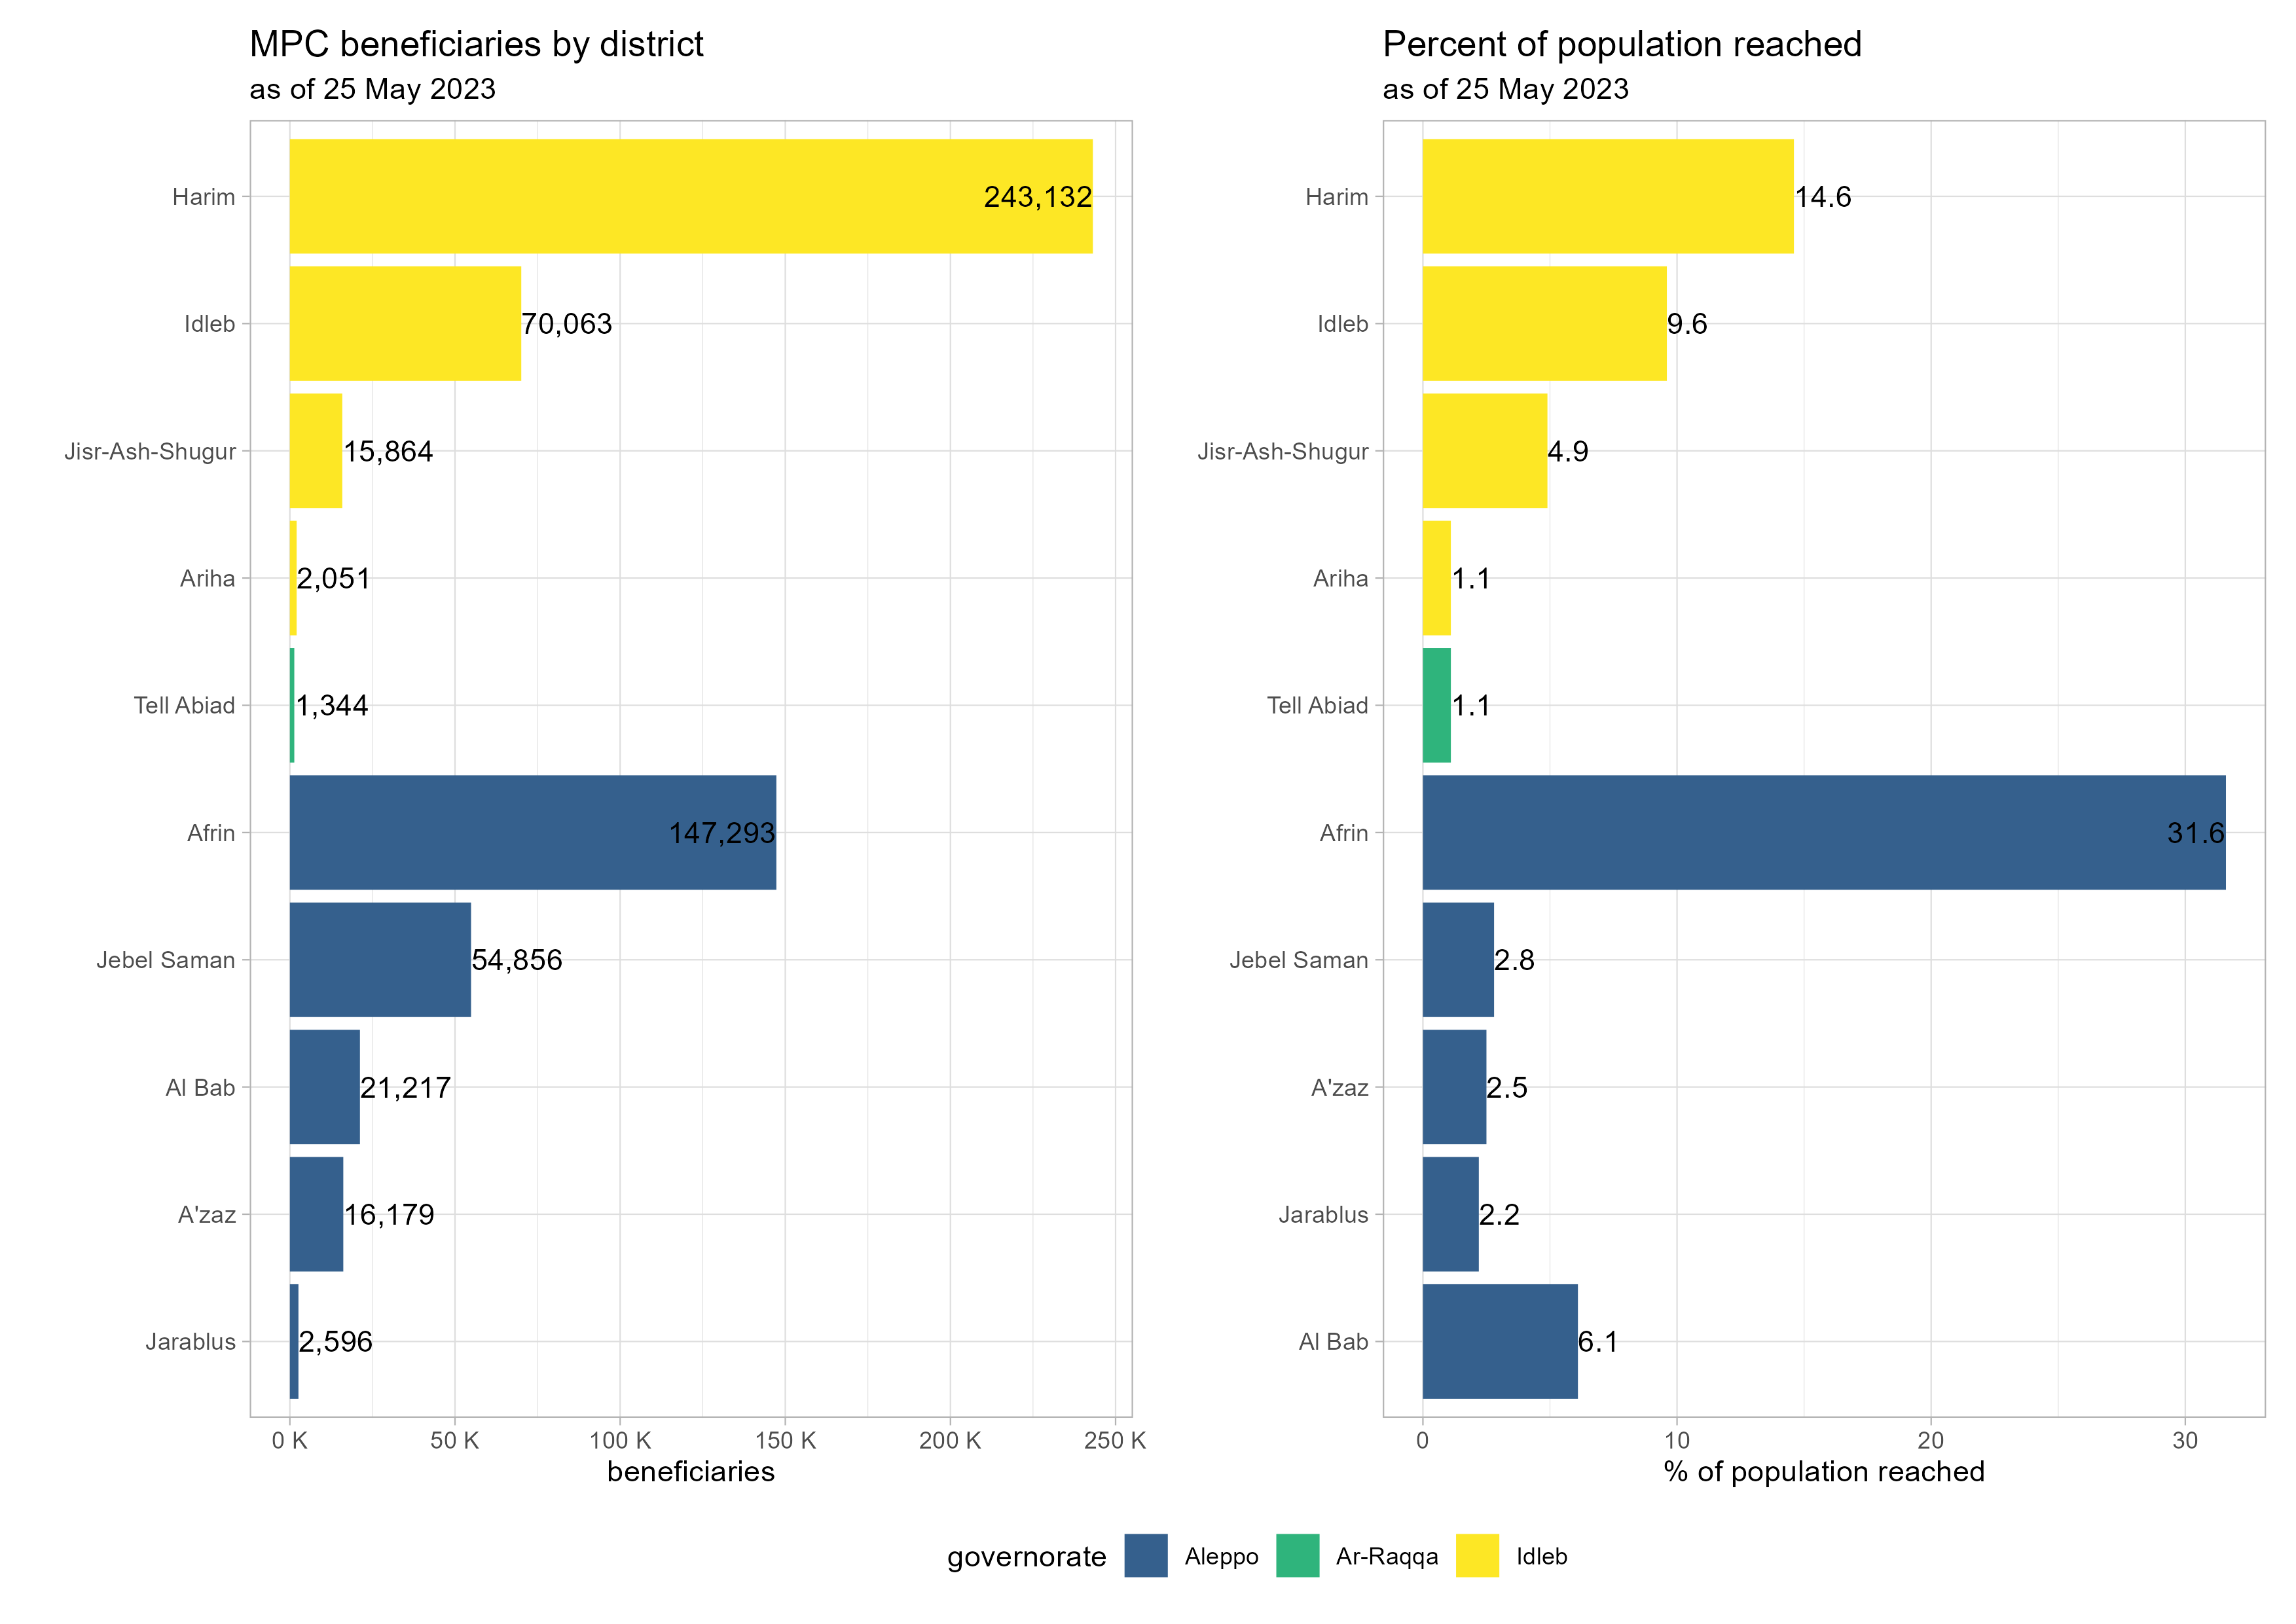 MPC beneficiaries by district
as of 25 May 2023
Harim 243,132
Idleb 70,063
Jisr-Ash-Shugur 15,864
Ariha 2,051
Tell Abiad 1,344
Afrin 147,293
Jebel Saman 54,856
Al Bab 21,217
A'zaz 16,179
Jarablus 2,596
0 K 50 K 100 K 150 K 200 K 250 K
beneficiaries
Percent of population reached
as of 25 May 2023
Harim 14.6
Idleb 9.6
Jisr-Ash-Shugur 4.9
Ariha 1.1
Tell Abiad 1.1
Afrin 31.6
Jebel Saman 2.8
A'zaz 2.5
Jarablus 2.2
Al Bab 6.1
0 10 20 30
% of population reached
governorate Aleppo Ar-Raqqa Idleb